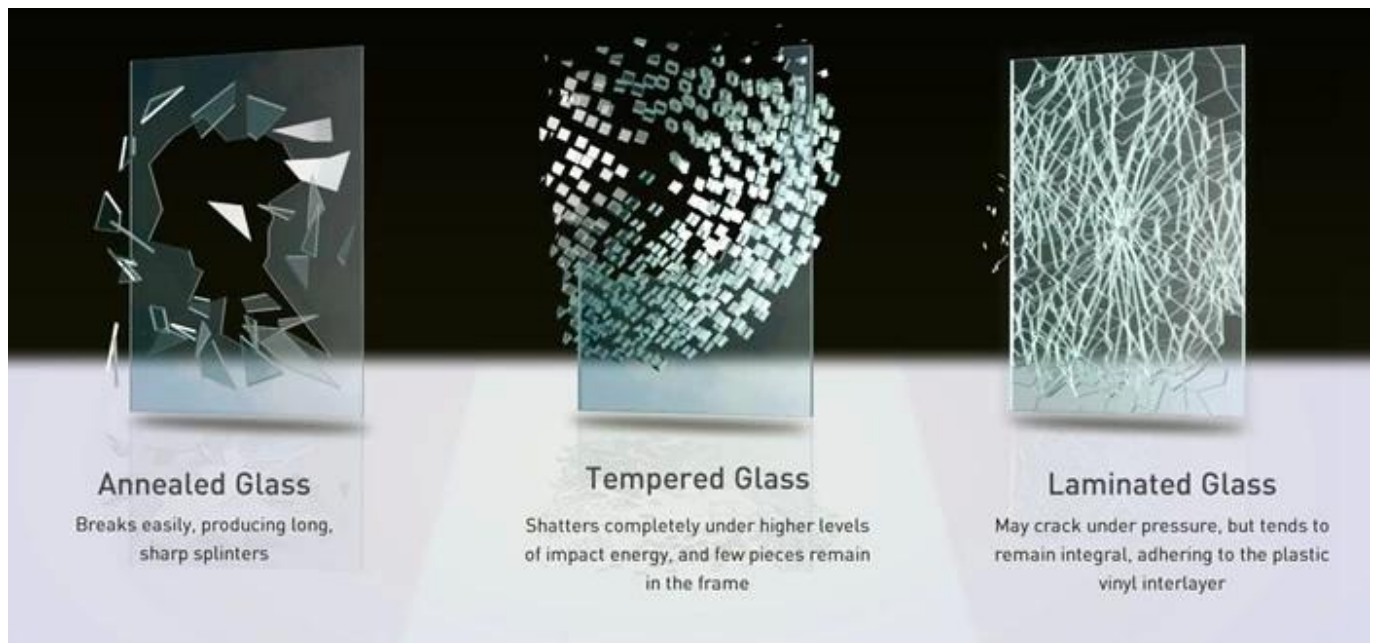 Annealed Glass
Breaks easily, producing long,
sharp splinters
Tempered Glass
Shatters completely under higher levels
of impact energy, and few pieces remain
in the frame
Laminated Glass
May crack under pressure, but tends to
remain integral, adhering to the plastic
vinyl interlayer